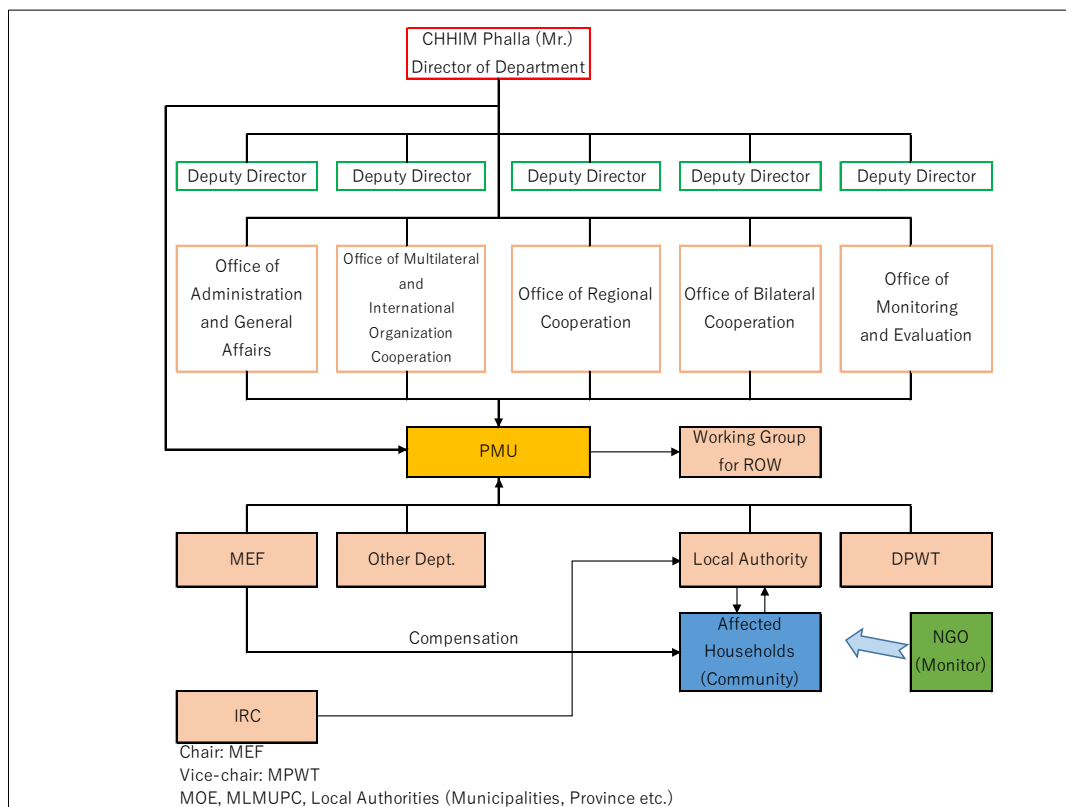 CHHIM Phalla (Mr.)
Director of Department
Deputy Director
Deputy Director
Deputy Director
Deputy Director
Deputy Director
Office of
Administration
and General
Affairs
Office of Multilateral
and
International
Organization
Cooperation
Office of Regional
Cooperation
Office of Bilateral
Cooperation
Office of
Monitoring
and Evaluation
PMU
Working Group
for ROW
MEF
Other Dept.
Local Authority
DPWT
Compensation
Affected
Households
(Community)
NGO
(Monitor)
IRC
Chair: MEF
Vice-chair: MPWT
MOE, MLMUPC, Local Authorities (Municipalities, Province etc.)